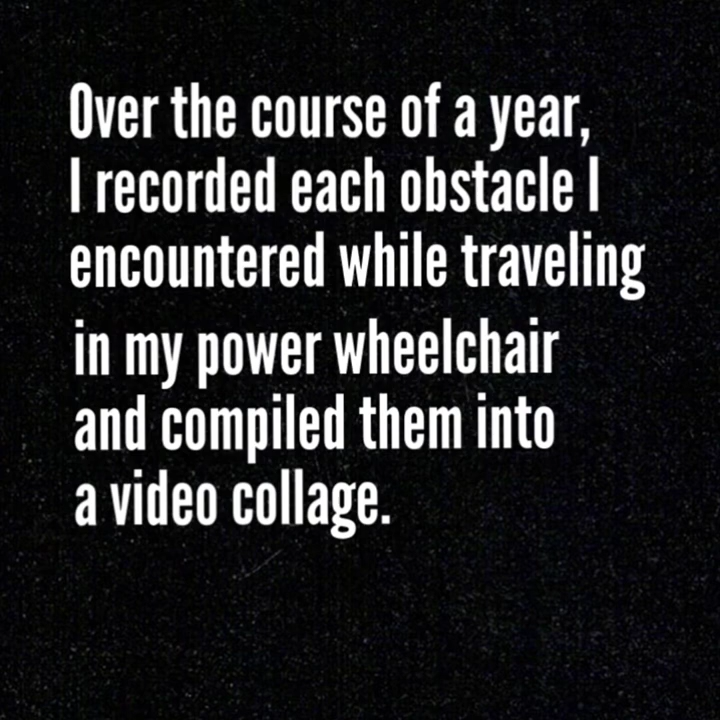 Over the course of a year,
I recorded each obstacle I
encountered while traveling
in my power wheelchair
and compiled them into
a video collage.